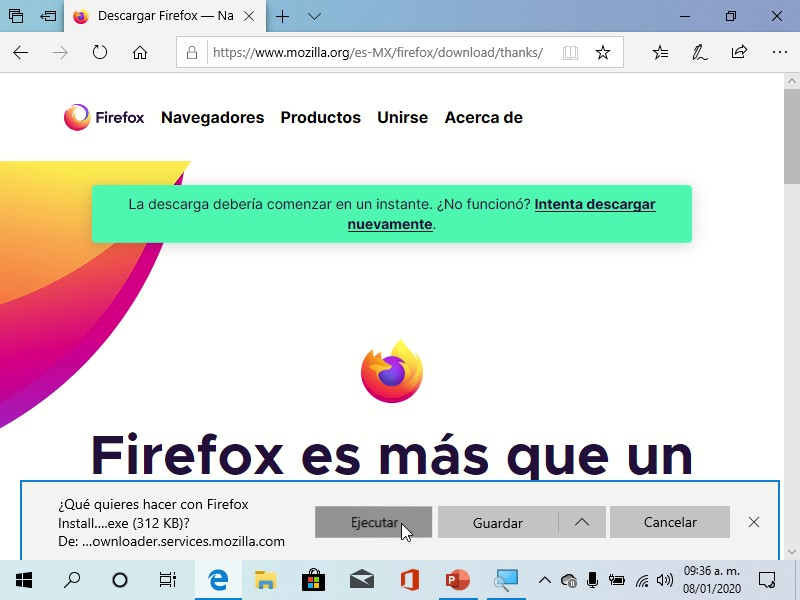 Descargar Firefox — Na
https://www.mozilla.org/es-MX/firefox/download/thanks/
Firefox Navegadores Productos Unirse Acerca de
La descarga debería comenzar en un instante. ¿No funcionó? Intenta descargar
nuevamente.
Firefox es más que un
¿Qué quieres hacer con Firefox
Install....exe (312 KB)?
De: ...ownloader.services.mozilla.com
Ejecutar
Guardar
Cancelar
09:36 a. m.
08/01/2020